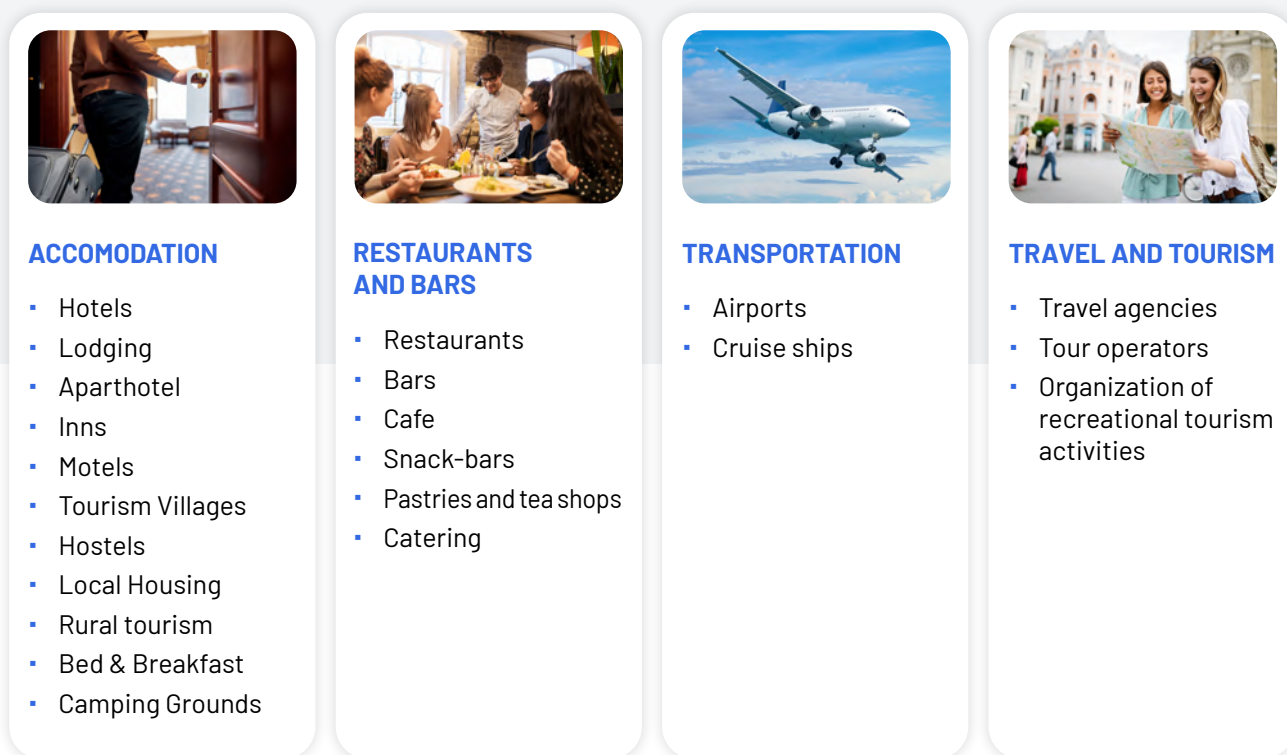 ACCOMODATION
▪ Hotels
▪ Lodging
▪ Aparthotel
▪ Inns
▪ Motels
▪ Tourism Villages
▪ Hostels
▪ Local Housing
▪ Rural tourism
▪ Bed & Breakfast
▪ Camping Grounds
RESTAURANTS
AND BARS
▪ Restaurants
▪ Bars
▪ Cafe
▪ Snack-bars
▪ Pastries and tea shops
▪ Catering
TRANSPORTATION
▪ Airports
▪ Cruise ships
TRAVEL AND TOURISM
▪ Travel agencies
▪ Tour operators
▪ Organization of
recreational tourism
activities